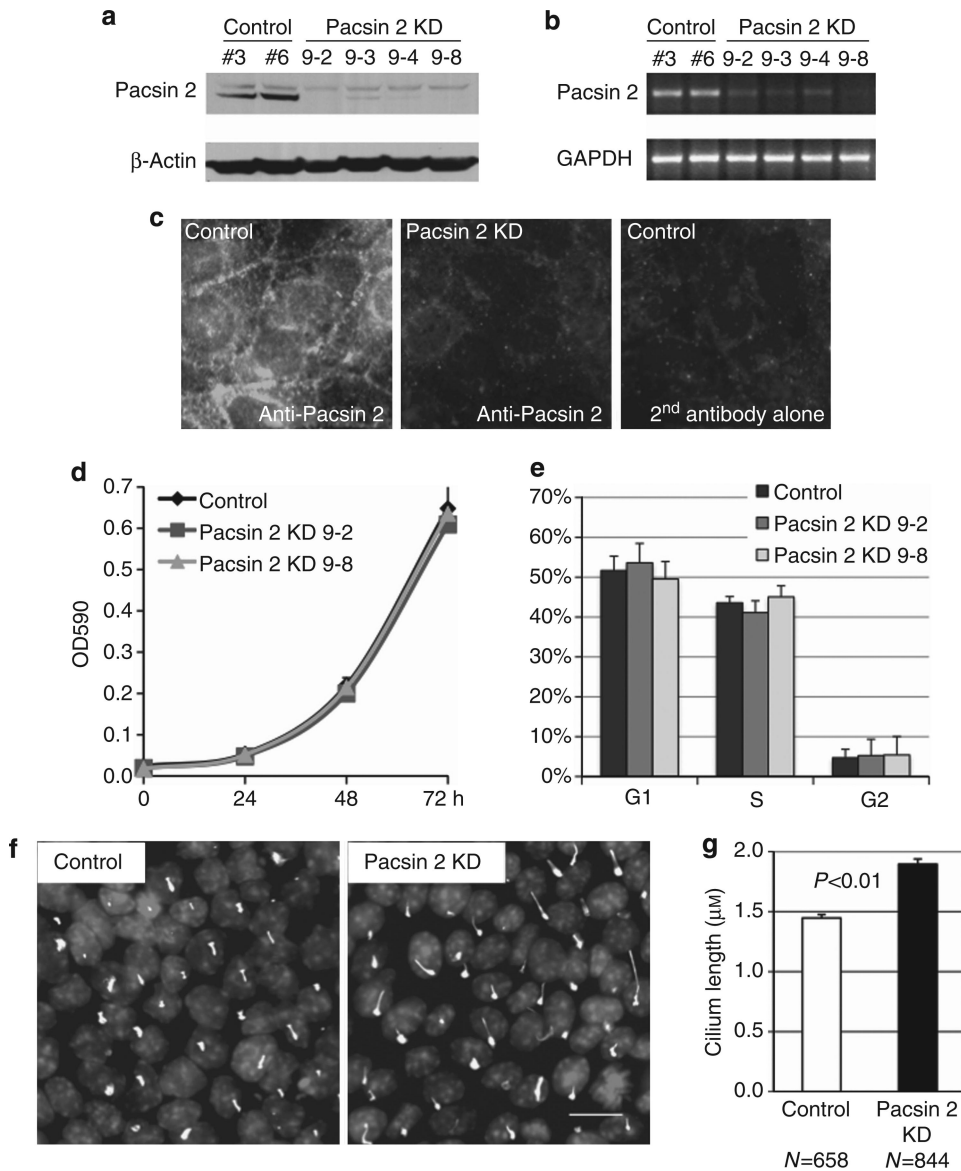 a
Control Pacsin 2 KD
#3 #6 9-2 9-3 9-4 9-8
Pacsin 2
β-Actin
b
Control Pacsin 2 KD
#3 #6 9-2 9-3 9-4 9-8
Pacsin 2
GAPDH
c
Control
Anti-Pacsin 2
Pacsin 2 KD
Anti-Pacsin 2
Control
2nd antibody alone
d
0.7
0.6
0.5
0.4
0.3
0.2
0.1
0.0
OD590
Control
Pacsin 2 KD 9-2
Pacsin 2 KD 9-8
0 24 48 72 h
e
70%
60%
50%
40%
30%
20%
10%
0%
Control
Pacsin 2 KD 9-2
Pacsin 2 KD 9-8
G1 S G2
f
Control
Pacsin 2 KD
g
2.0
1.5
1.0
0.5
0.0
Cilium length (μM)
P<0.01
Control Pacsin 2
KD
N=658 N=844